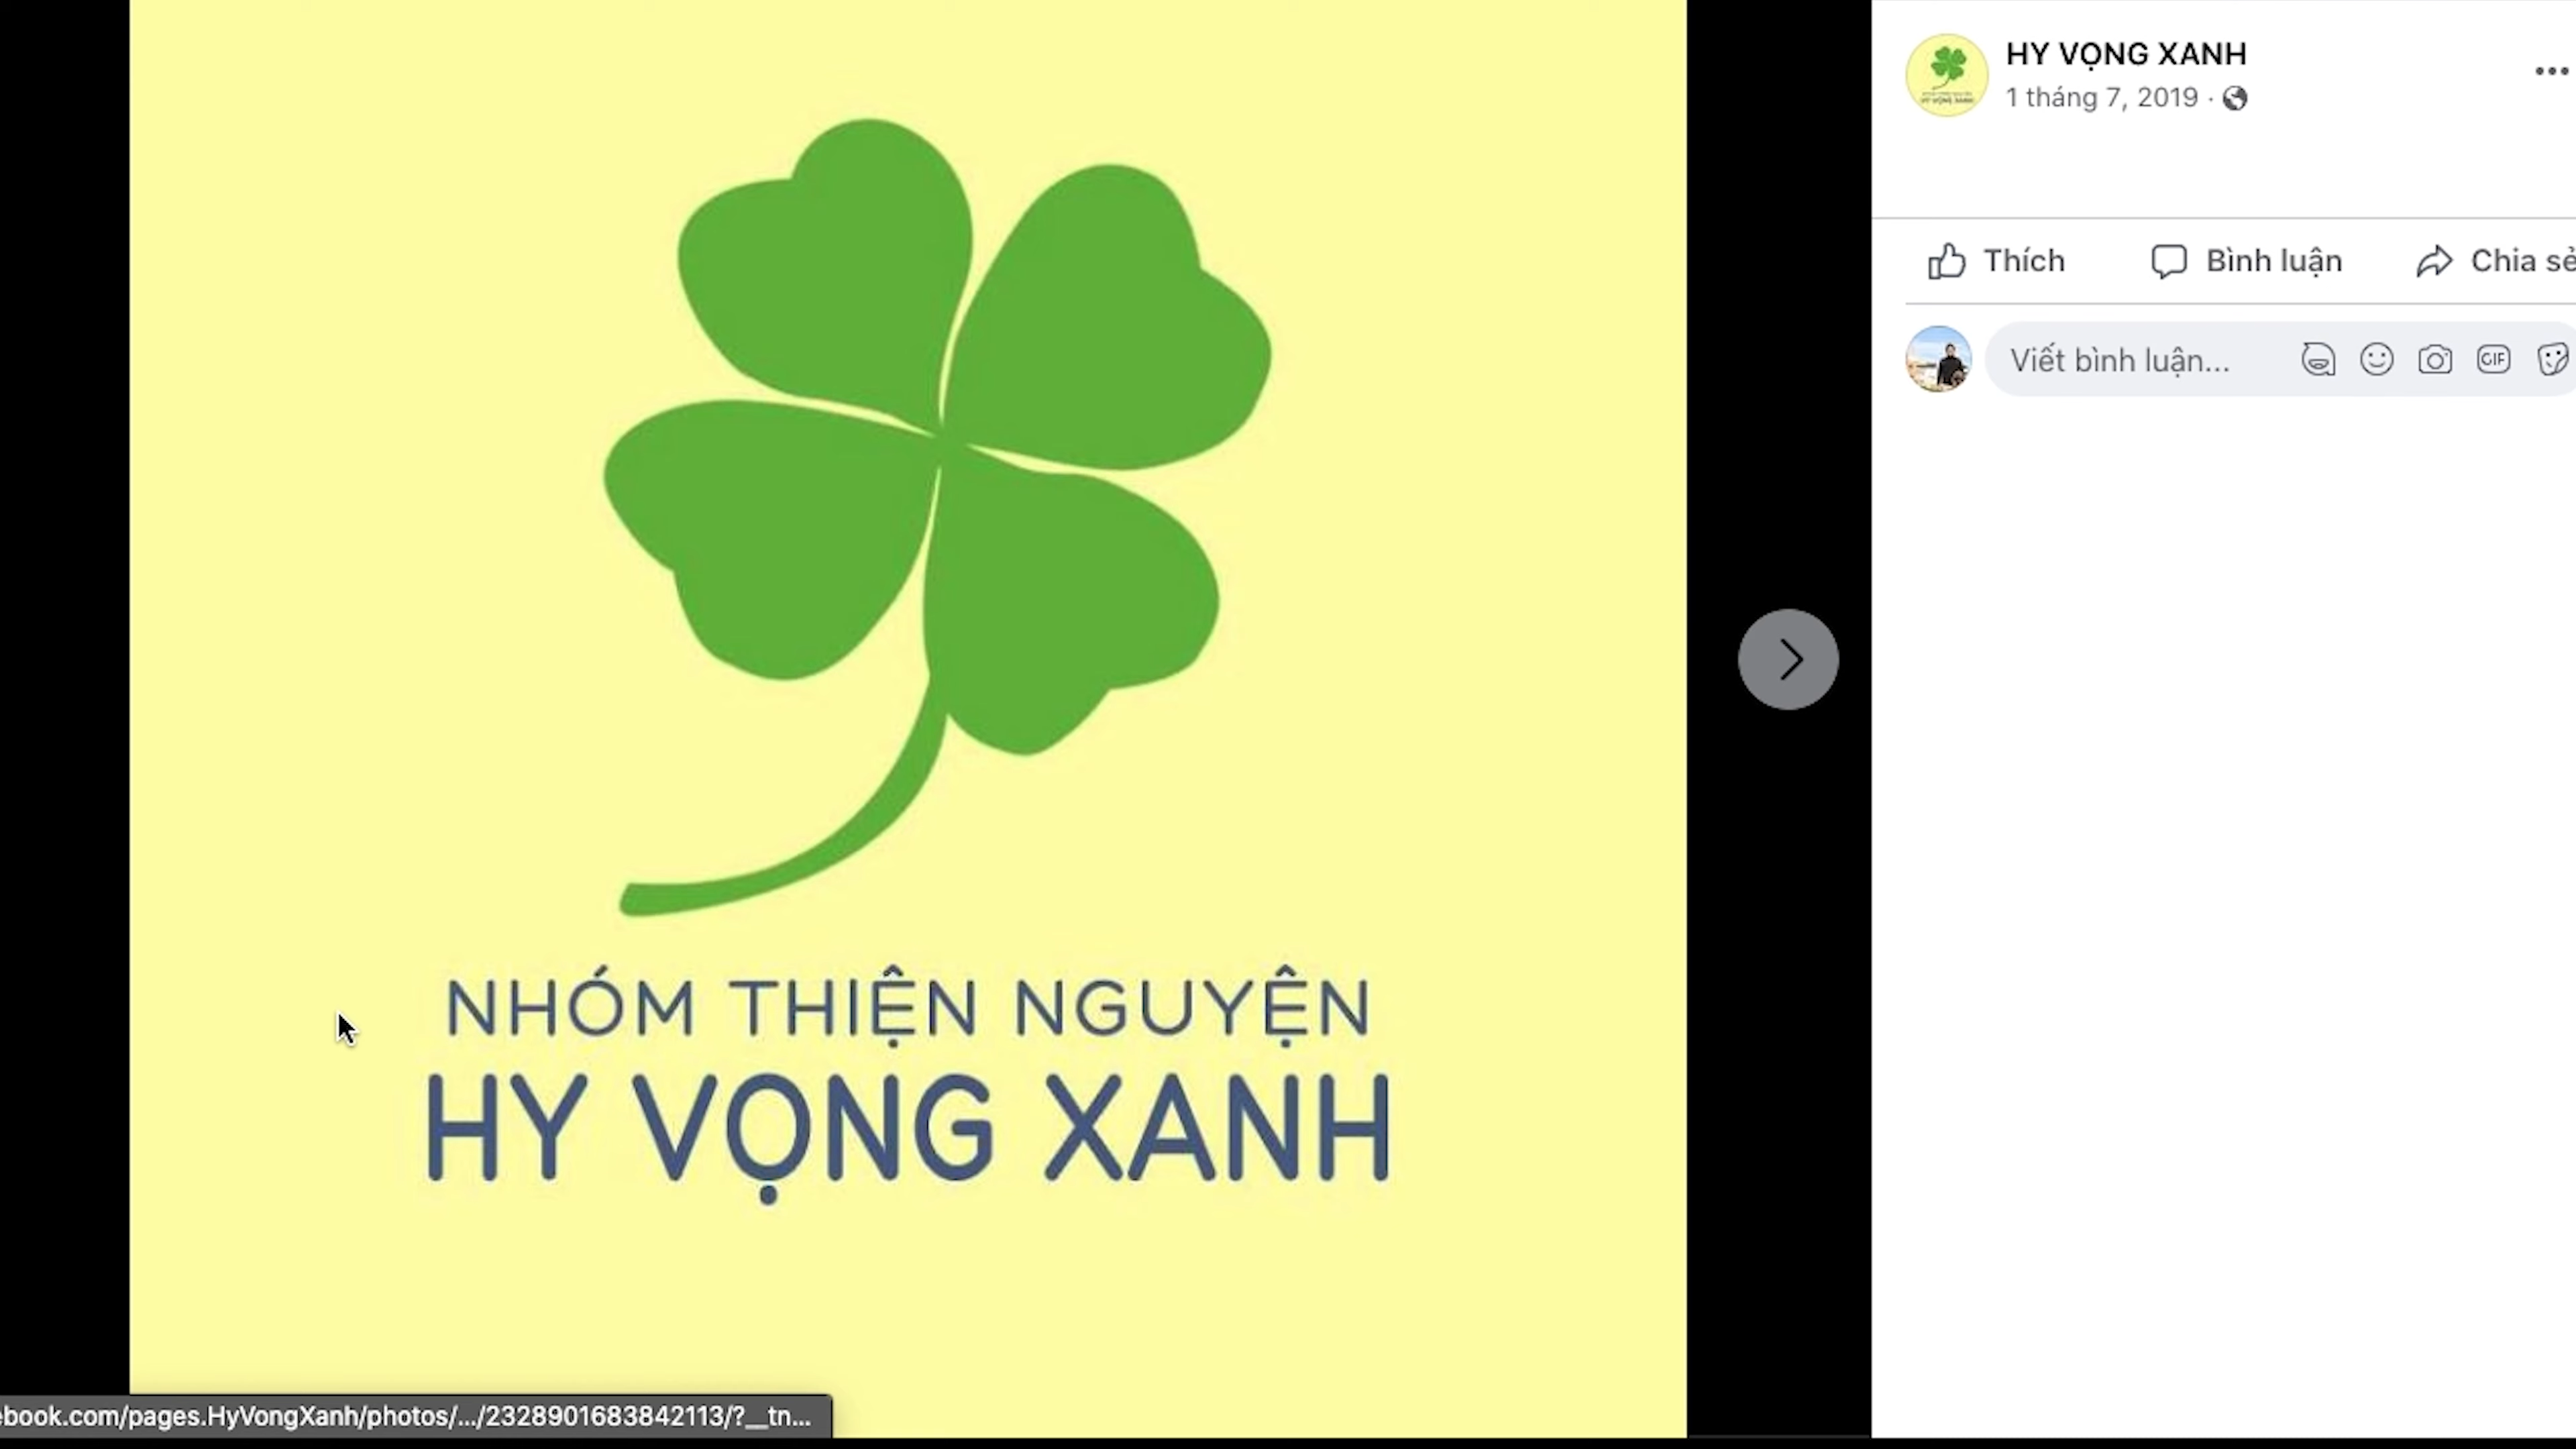 NHÓM THIỆN NGUYỆN
HY VỌNG XANH
HY VỌNG XANH
1 tháng 7, 2019 ·
Thích
Bình luận
Chia sẻ
Viết bình luận...
GIF
ebook.com/pages.HyVongXanh/photos/.../2328901683842113/?__tn...